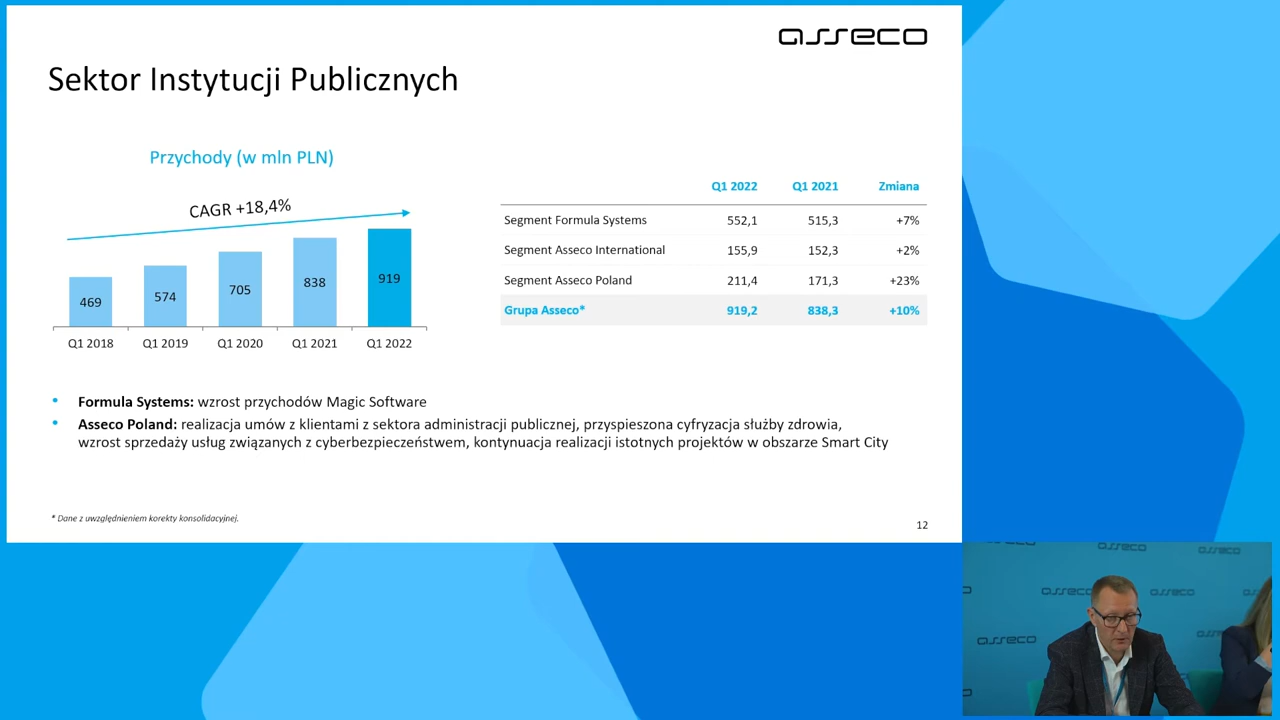 asseco
Sektor Instytucji Publicznych
Przychody (w mln PLN)
CAGR +18,4%
469
574
705
838
919
Q1 2018
Q1 2019
Q1 2020
Q1 2021
Q1 2022
Q1 2022 Q1 2021 Zmiana
Segment Formula Systems 552,1 515,3 +7%
Segment Asseco International 155,9 152,3 +2%
Segment Asseco Poland 211,4 171,3 +23%
Grupa Asseco* 919,2 838,3 +10%
• Formula Systems: wzrost przychodów Magic Software
• Asseco Poland: realizacja umów z klientami z sektora administracji publicznej, przyspieszona cyfryzacja służby zdrowia,
wzrost sprzedaży usług związanych z cyberbezpieczeństwem, kontynuacja realizacji istotnych projektów w obszarze Smart City
* Dane z uwzględnieniem korekty konsolidacyjnej.
12
asseco
asseco
asseco
asseco
asseco